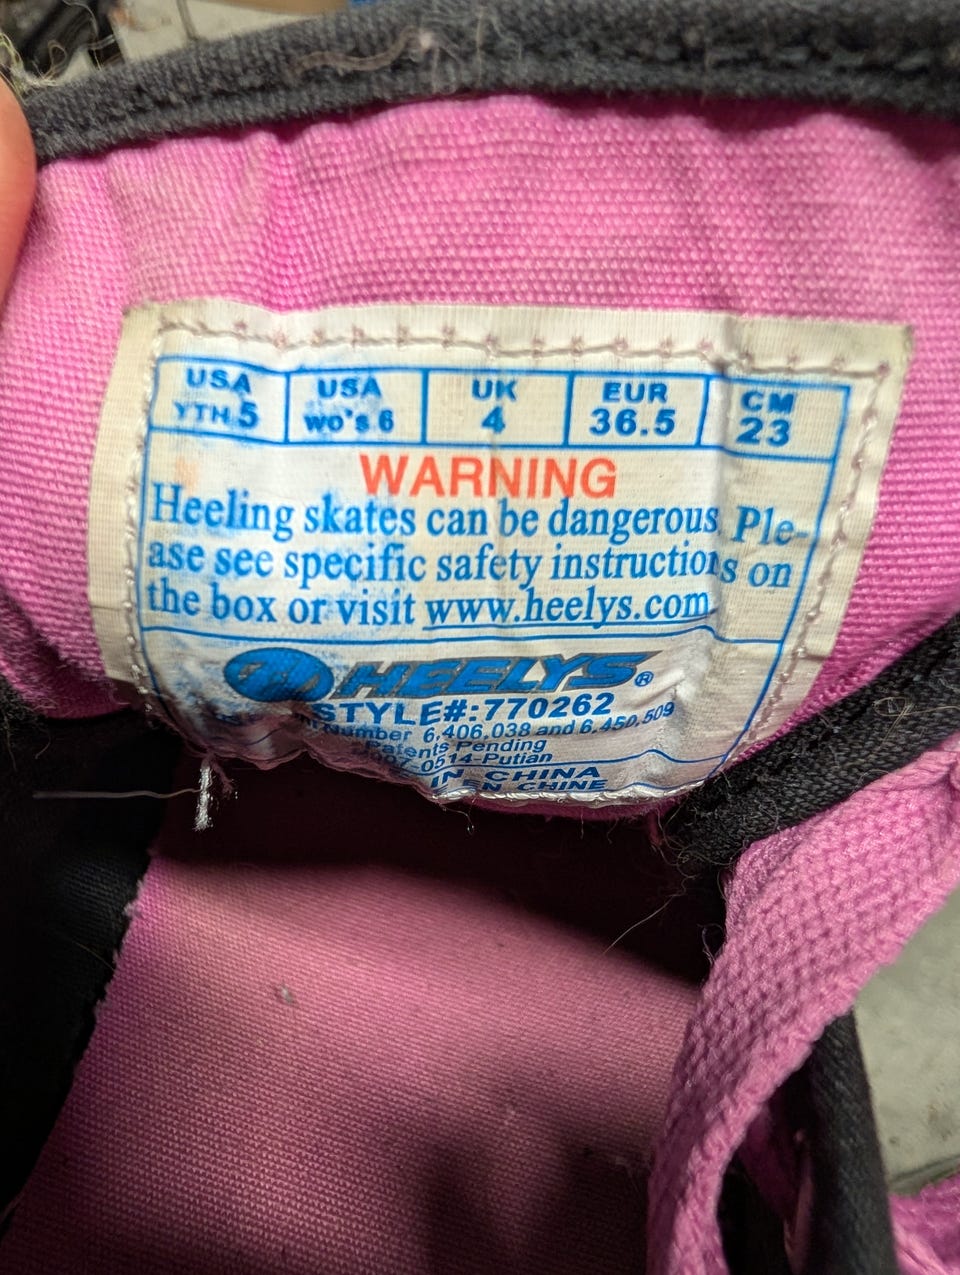 USA USA UK EUR CM
YTH 5 wo's 6 4 36.5 23
WARNING
Heeling skates can be dangerous Ple-
ase see specific safety instructions on
the box or visit www.heelys.com
HEELYS®
STYLE#:770262
Number 6,406,038 and 6,450,509
Patents Pending
0514-Putian
IN CHINA
EN CHINE